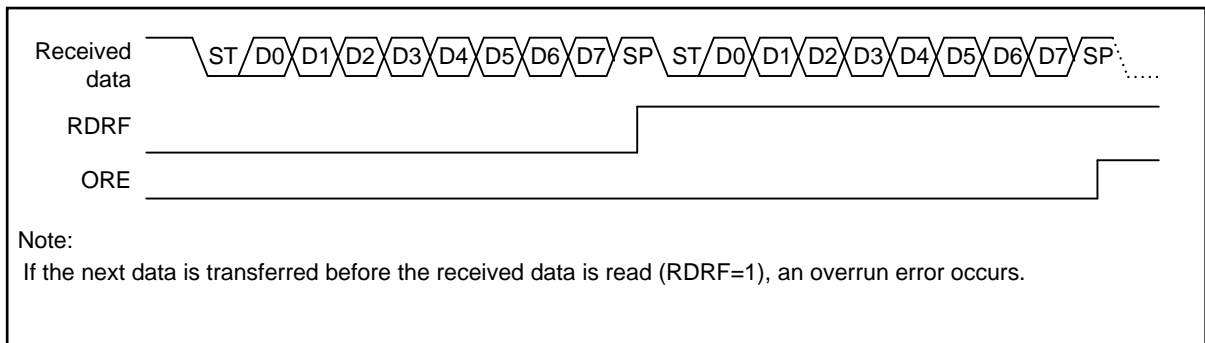 Received data
ST D0 D1 D2 D3 D4 D5 D6 D7 SP ST D0 D1 D2 D3 D4 D5 D6 D7 SP
RDRF
ORE
Note:
If the next data is transferred before the received data is read (RDRF=1), an overrun error occurs.